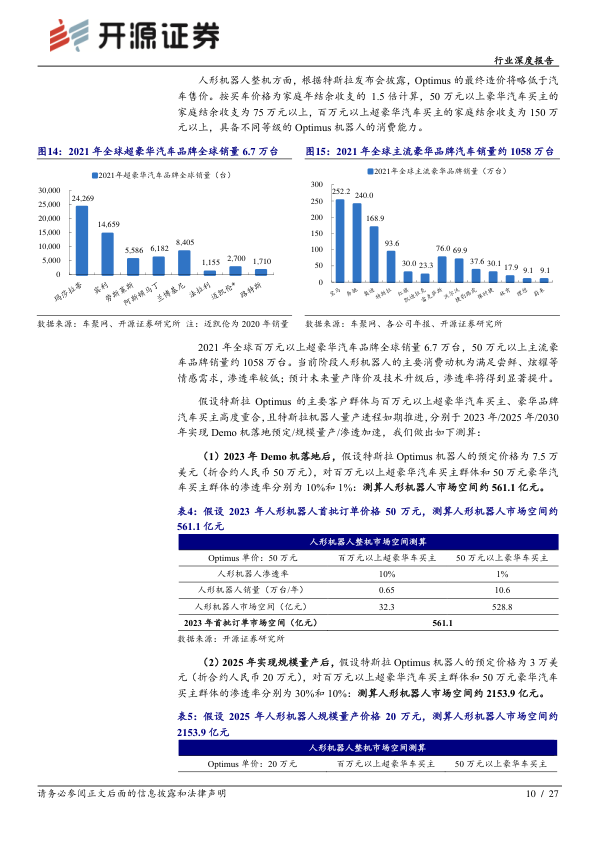 开源证券
行业深度报告
人形机器人整机方面，根据特斯拉发布会披露，Optimus 的最终造价将略低于汽
车售价。按买车价格为家庭年结余收支的 1.5 倍计算，50 万元以上豪华汽车买主的
家庭结余收支为 75 万元以上，百万元以上超豪华汽车买主的家庭结余收支为 150 万
元以上，具备不同等级的 Optimus 机器人的消费能力。
图14：2021 年全球超豪华汽车品牌全球销量 6.7 万台
2021年超豪华汽车品牌全球销量（台）
30,000
25,000
20,000
15,000
10,000
5,000
0
24,269
14,659
5,586
6,182
8,405
1,155
2,700
1,710
玛莎拉蒂
宾利
劳斯莱斯
阿斯顿马丁
兰博基尼
法拉利
迈凯伦*
路特斯
数据来源：车聚网、开源证券研究所 注：迈凯伦为 2020 年销量
图15：2021 年全球主流豪华品牌汽车销量约 1058 万台
2021年全球主流豪华品牌销量（万台）
300
250
200
150
100
50
0
252.2
240.0
168.9
93.6
30.0
23.3
76.0
69.9
37.6
30.1
17.9
9.1
9.1
宝马
奔驰
奥迪
特斯拉
红旗
凯迪拉克
雷克萨斯
沃尔沃
捷豹路虎
保时捷
林肯
理想
蔚来
数据来源：车聚网、各公司年报、开源证券研究所
2021 年全球百万元以上超豪华汽车品牌销量 6.7 万台，50 万元以上主流豪
车品牌销量约 1058 万台。当前阶段人形机器人的主要消费动机为满足尝鲜、炫耀等
情感需求，渗透率较低；预计未来量产降价及技术升级后，渗透率将得到显著提升。
假设特斯拉 Optimus 的主要客户群体与百万元以上超豪华汽车买主、豪华品牌
汽车买主高度重合，且特斯拉机器人量产进程如期推进，分别于 2023 年/2025 年/2030
年实现 Demo 机落地预定/规模量产/渗透加速，我们做出如下测算：
（1）2023 年 Demo 机落地后，假设特斯拉 Optimus 机器人的预定价格为 7.5 万
美元（折合约人民币 50 万元），对百万元以上超豪华汽车买主群体和 50 万元豪华汽
车买主群体的渗透率分别为 10%和 1%：测算人形机器人市场空间约 561.1 亿元。
表4：假设 2023 年人形机器人首批订单价格 50 万元，测算人形机器人市场空间约
561.1 亿元
人形机器人整机市场空间测算
Optimus 单价：50 万元 百万元以上超豪华车买主 50 万元以上豪华车买主
人形机器人渗透率 10% 1%
人形机器人销量（万台/年） 0.65 10.6
人形机器人市场空间（亿元） 32.3 528.8
2023 年首批订单市场空间（亿元） 561.1
数据来源：开源证券研究所
（2）2025 年实现规模量产后，假设特斯拉 Optimus 机器人的预定价格为 3 万美
元（折合约人民币 20 万元），对百万元以上超豪华汽车买主群体和 50 万元豪华汽车
买主群体的渗透率分别为 30%和 10%：测算人形机器人市场空间约 2153.9 亿元。
表5：假设 2025 年人形机器人规模量产价格 20 万元，测算人形机器人市场空间约
2153.9 亿元
人形机器人整机市场空间测算
Optimus 单价：20 万元 百万元以上超豪华车买主 50 万元以上豪华车买主
请务必参阅正文后面的信息披露和法律声明
10 / 27